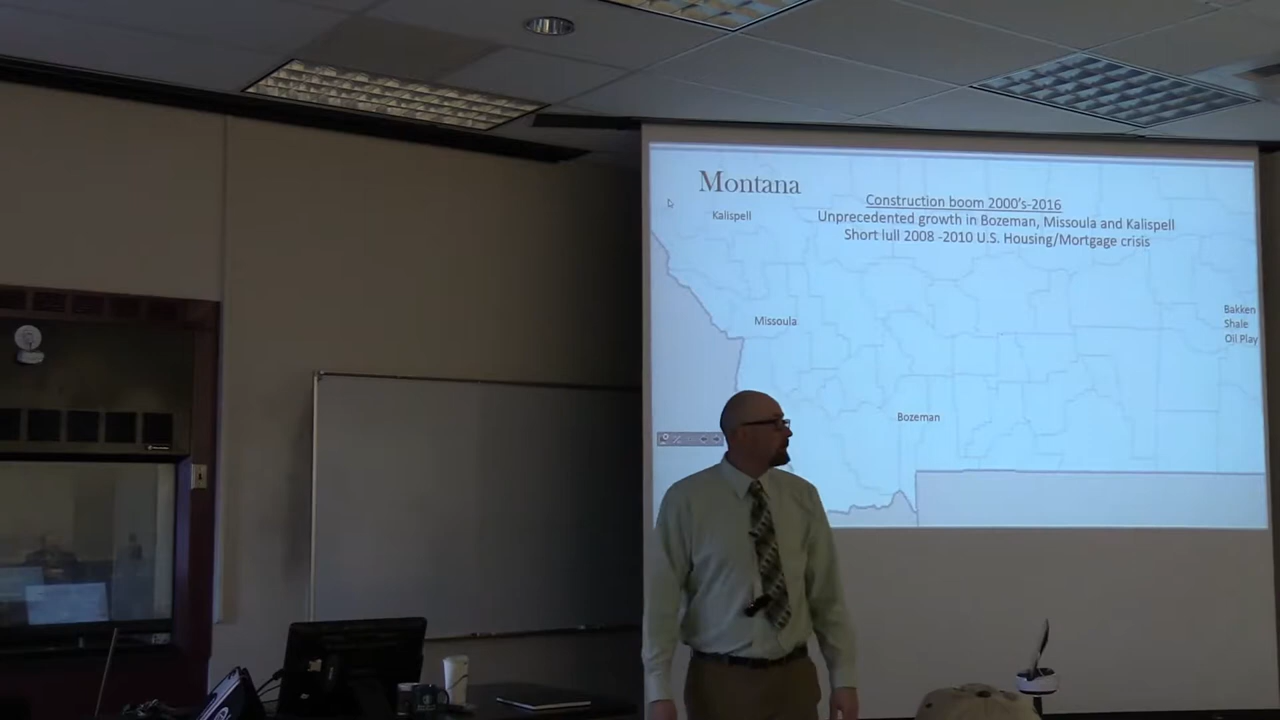 Montana
Construction boom 2000's-2016
Kalispell
Unprecedented growth in Bozeman, Missoula and Kalispell
Short lull 2008 -2010 U.S. Housing/Mortgage crisis
Bakken
Shale
Oil Play
Missoula
Bozeman